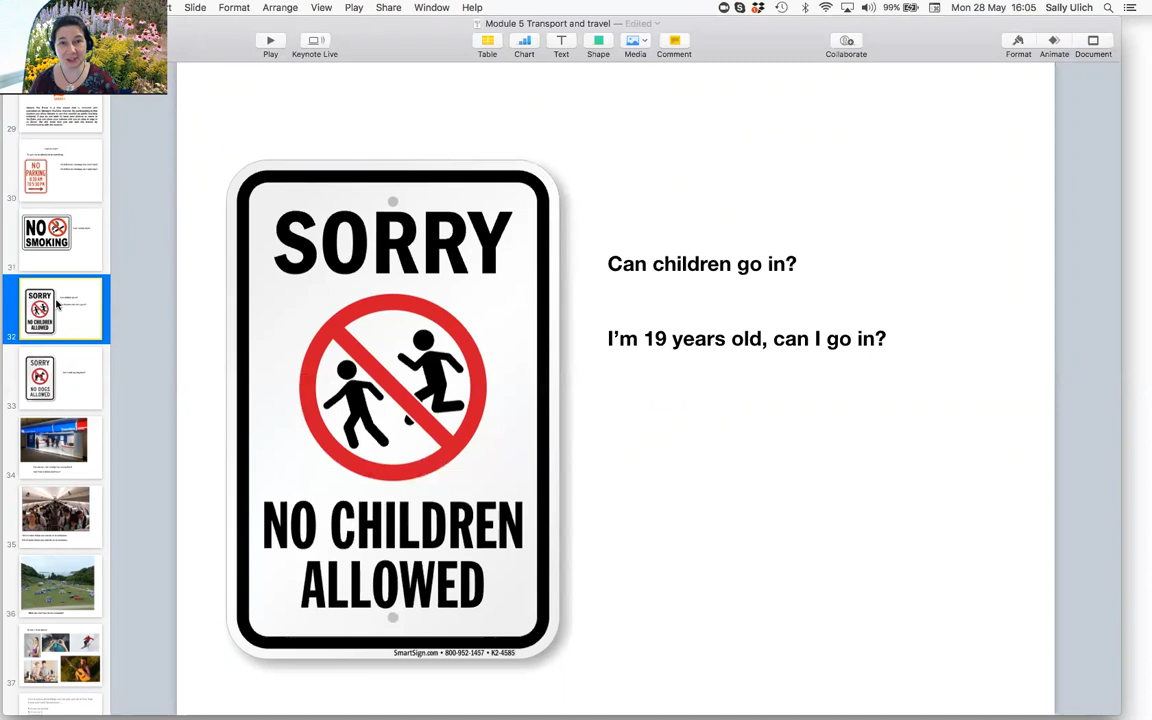 Slide Format Arrange View Play Share Window Help
99%
Mon 28 May 16:05 Sally Ulich
Module 5 Transport and travel — Edited
Play
Keynote Live
Table
Chart
Text
Shape
Media
Comment
Collaborate
Format
Animate
Document
29
NO
PARKING
30
NO
SMOKING
31
SORRY
NO CHILDREN
ALLOWED
32
SORRY
NO DOGS
ALLOWED
33
34
35
36
37
SORRY
NO CHILDREN
ALLOWED
SmartSign.com • 800-952-1457 • K2-4585
Can children go in?
I'm 19 years old, can I go in?